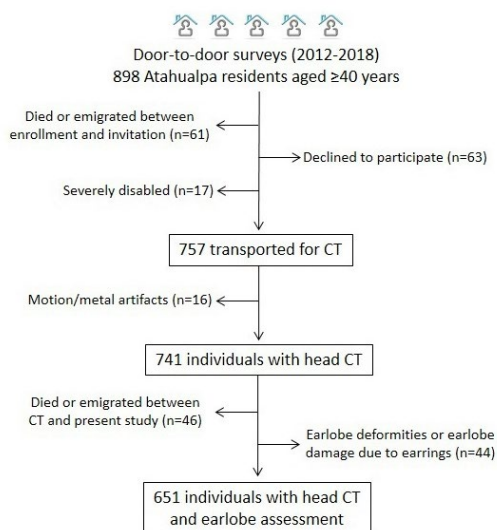 Door-to-door surveys (2012-2018)
898 Atahualpa residents aged ≥40 years
Died or emigrated between
enrollment and invitation (n=61)
Declined to participate (n=63)
Severely disabled (n=17)
757 transported for CT
Motion/metal artifacts (n=16)
741 individuals with head CT
Died or emigrated between
CT and present study (n=46)
Earlobe deformities or earlobe
damage due to earrings (n=44)
651 individuals with head CT
and earlobe assessment